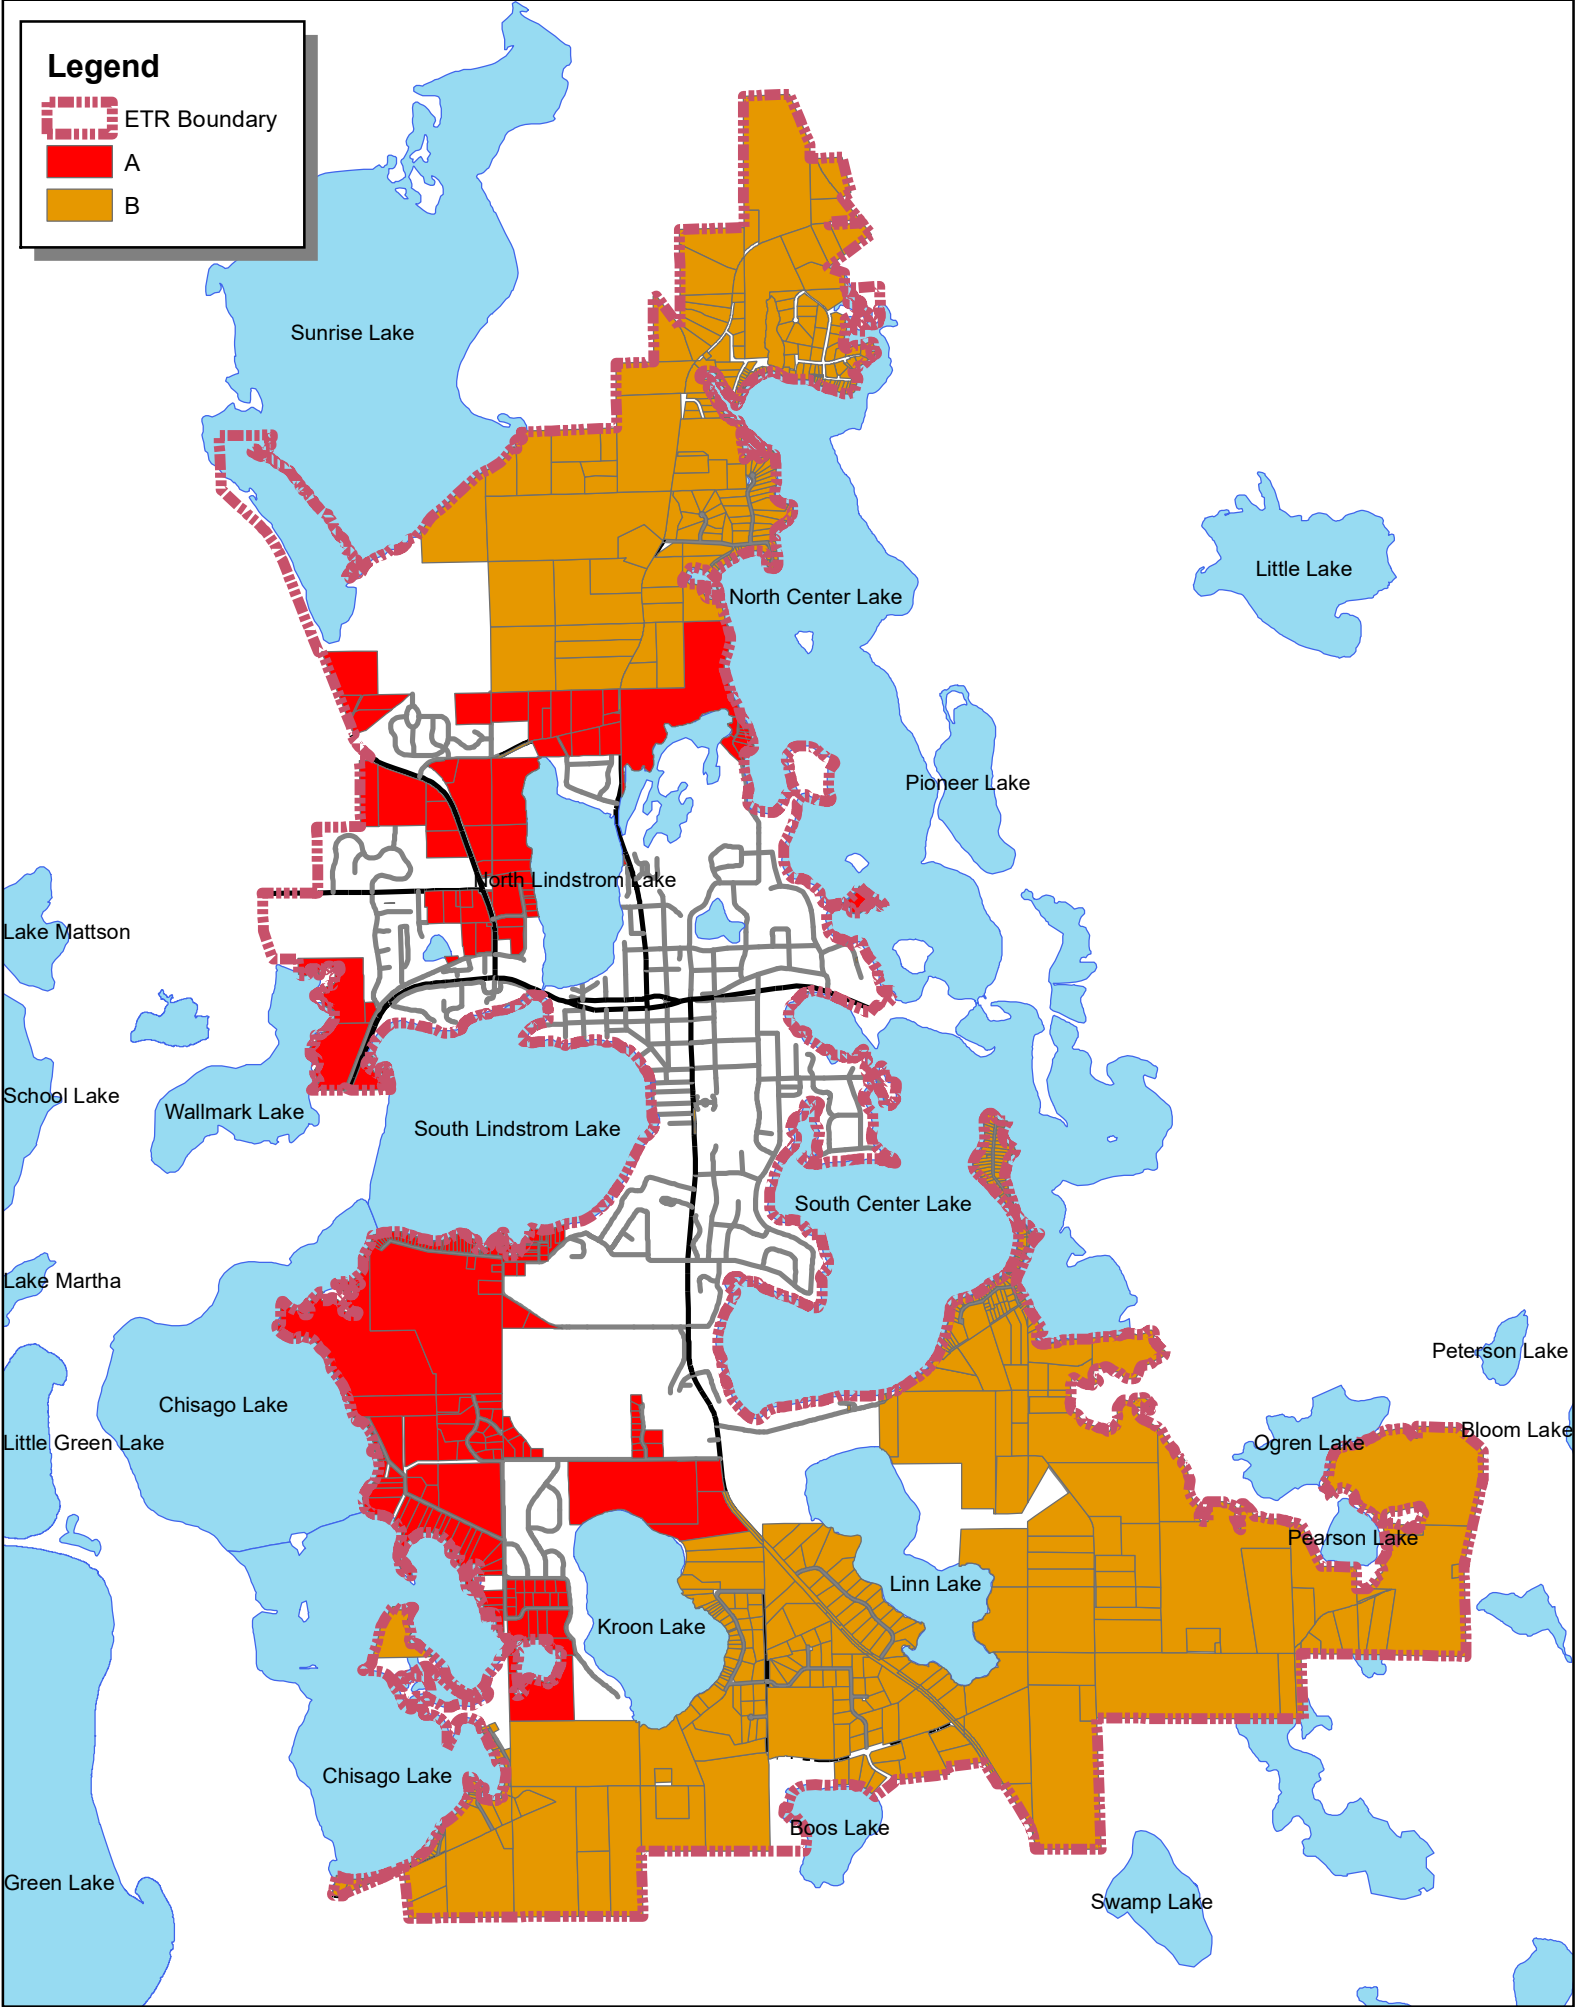 Legend
ETR Boundary
A
B
Sunrise Lake
Little Lake
North Center Lake
Pioneer Lake
North Lindstrom Lake
Lake Mattson
School Lake
Wallmark Lake
South Lindstrom Lake
South Center Lake
Lake Martha
Peterson Lake
Chisago Lake
Little Green Lake
Ogren Lake
Bloom Lake
Pearson Lake
Linn Lake
Kroon Lake
Chisago Lake
Boos Lake
Green Lake
Swamp Lake